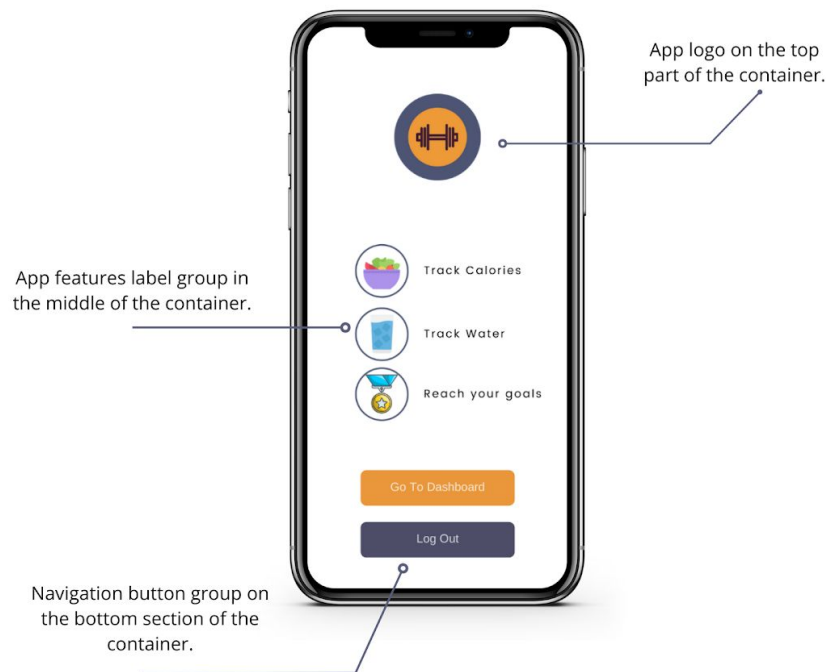 App logo on the top
part of the container.
Track Calories
App features label group in
the middle of the container.
Track Water
Reach your goals
Go To Dashboard
Log Out
Navigation button group on
the bottom section of the
container.